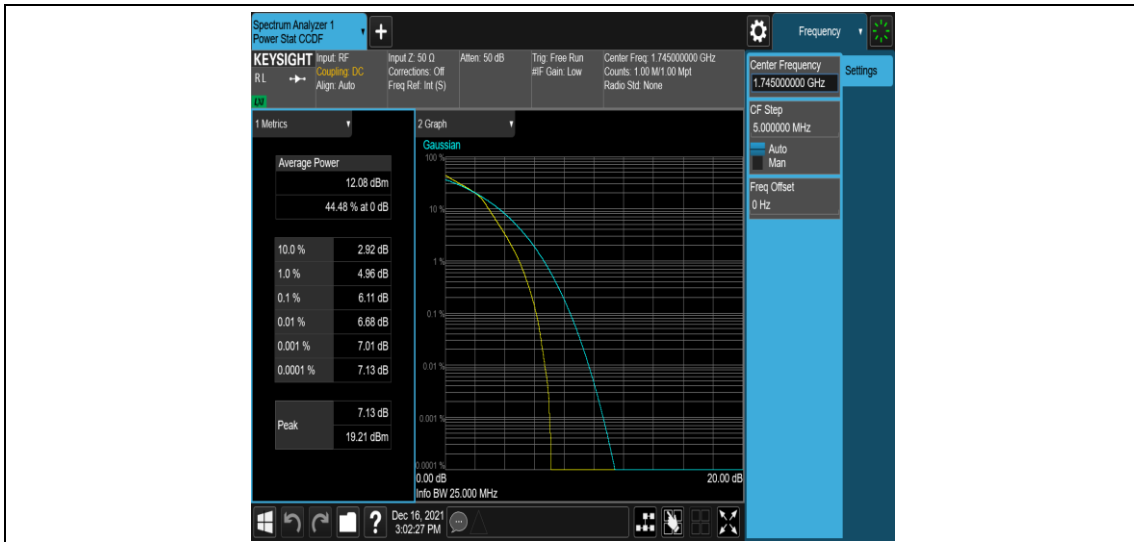 Spectrum Analyzer 1
Power Stat CCDF
+
Frequency
KEYSIGHT
RL
LXI
Input: RF
Coupling: DC
Align: Auto
Input Z: 50 Ω
Corrections: Off
Freq Ref: Int (S)
Atten: 50 dB
Trig: Free Run
#IF Gain: Low
Center Freq: 1.745000000 GHz
Counts: 1.00 M/1.00 Mpt
Radio Std: None
Center Frequency
1.745000000 GHz
Settings
CF Step
5.000000 MHz
Auto
Man
Freq Offset
0 Hz
1 Metrics
Average Power
12.08 dBm
44.48 % at 0 dB
10.0 % 2.92 dB
1.0 % 4.96 dB
0.1 % 6.11 dB
0.01 % 6.68 dB
0.001 % 7.01 dB
0.0001 % 7.13 dB
Peak
7.13 dB
19.21 dBm
2 Graph
Gaussian
100 %
10 %
1 %
0.1 %
0.01 %
0.001 %
0.0001 %
0.00 dB
20.00 dB
Info BW 25.000 MHz
?
Dec 16, 2021
3:02:27 PM